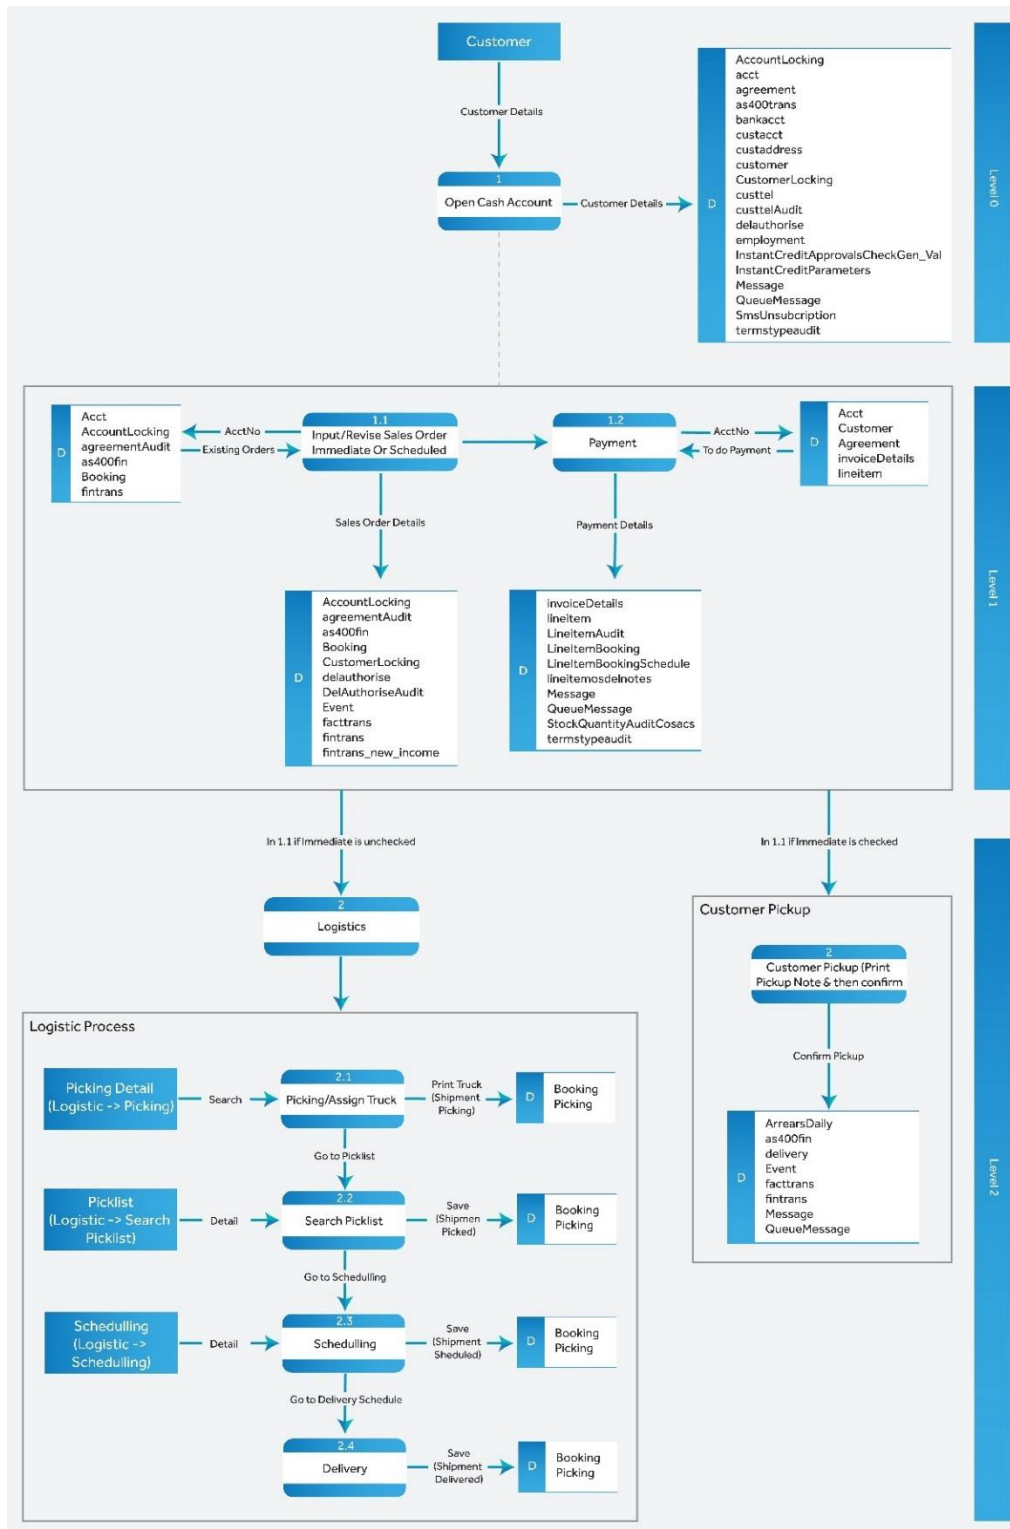 Customer
Customer Details
1
Open Cash Account
Customer Details
D
AccountLocking
acct
agreement
as400trans
bankacct
custacct
custaddress
customer
CustomerLocking
custtel
custtelAudit
delauthorise
employment
InstantCreditApprovalsCheckGen_Val
InstantCreditParameters
Message
QueueMessage
SmsUnsubcription
termstypeaudit
Level 0
D
Acct
AccountLocking
agreementAudit
as400fin
Booking
fintrans
AcctNo
Existing Orders
1.1
Input/Revise Sales Order
Immediate Or Scheduled
1.2
Payment
AcctNo
To do Payment
D
Acct
Customer
Agreement
invoiceDetails
lineitem
Sales Order Details
Payment Details
D
AccountLocking
agreementAudit
as400fin
Booking
CustomerLocking
delauthorise
DelAuthoriseAudit
Event
facttrans
fintrans
fintrans_new_income
D
invoiceDetails
lineitem
LineitemAudit
LineItemBooking
LineItemBookingSchedule
lineitemosdelnotes
Message
QueueMessage
StockQuantityAuditCosacs
termstypeaudit
Level 1
In 1.1 if Immediate is unchecked
In 1.1 if Immediate is checked
2
Logistics
Customer Pickup
2
Customer Pickup (Print
Pickup Note & then confirm
Confirm Pickup
D
ArrearsDaily
as400fin
delivery
Event
facttrans
fintrans
Message
QueueMessage
Level 2
Logistic Process
Picking Detail
(Logistic -> Picking)
Search
2.1
Picking/Assign Truck
Print Truck
(Shipment
Picking)
D
Booking
Picking
Go to Picklist
Picklist
(Logistic -> Search
Picklist)
Detail
2.2
Search Picklist
Save
(Shipmen
Picked)
D
Booking
Picking
Go to Schedulling
Schedulling
(Logistic ->
Schedulling)
Detail
2.3
Schedulling
Save
(Shipment
Sheduled)
D
Booking
Picking
Go to Delivery Schedule
2.4
Delivery
Save
(Shipment
Delivered)
D
Booking
Picking